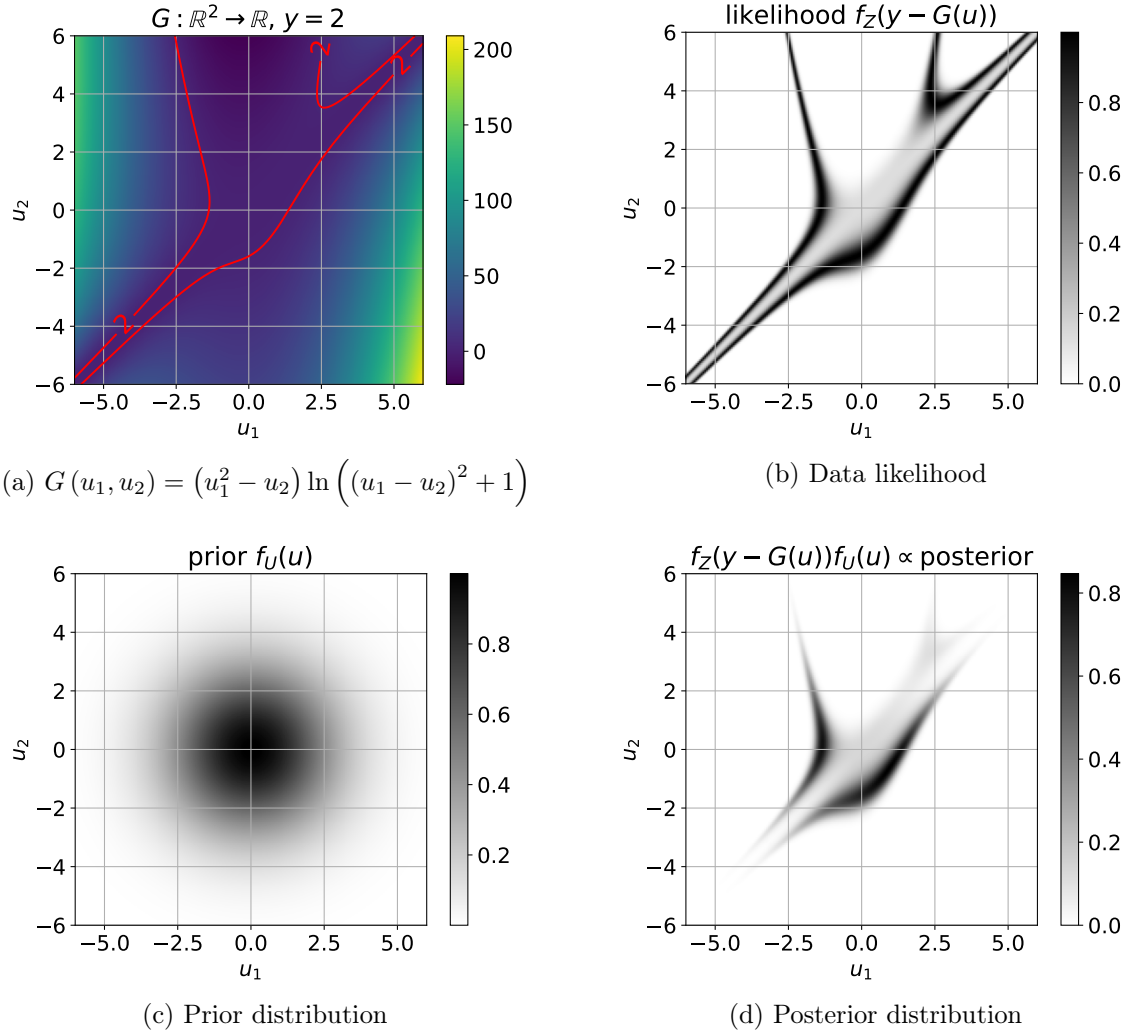 G : ℝ² → ℝ, y = 2
6
4
2
0
−2
−4
−6
u₂
2
2
2
−5.0 −2.5 0.0 2.5 5.0
u₁
200
150
100
50
0
(a) G (u₁, u₂) = (u₁² − u₂) ln ((u₁ − u₂)² + 1)
likelihood f_Z(y − G(u))
6
4
2
0
−2
−4
−6
u₂
−5.0 −2.5 0.0 2.5 5.0
u₁
0.8
0.6
0.4
0.2
0.0
(b) Data likelihood
prior f_U(u)
6
4
2
0
−2
−4
−6
u₂
−5.0 −2.5 0.0 2.5 5.0
u₁
0.8
0.6
0.4
0.2
(c) Prior distribution
f_Z(y − G(u))f_U(u) ∝ posterior
6
4
2
0
−2
−4
−6
u₂
−5.0 −2.5 0.0 2.5 5.0
u₁
0.8
0.6
0.4
0.2
0.0
(d) Posterior distribution